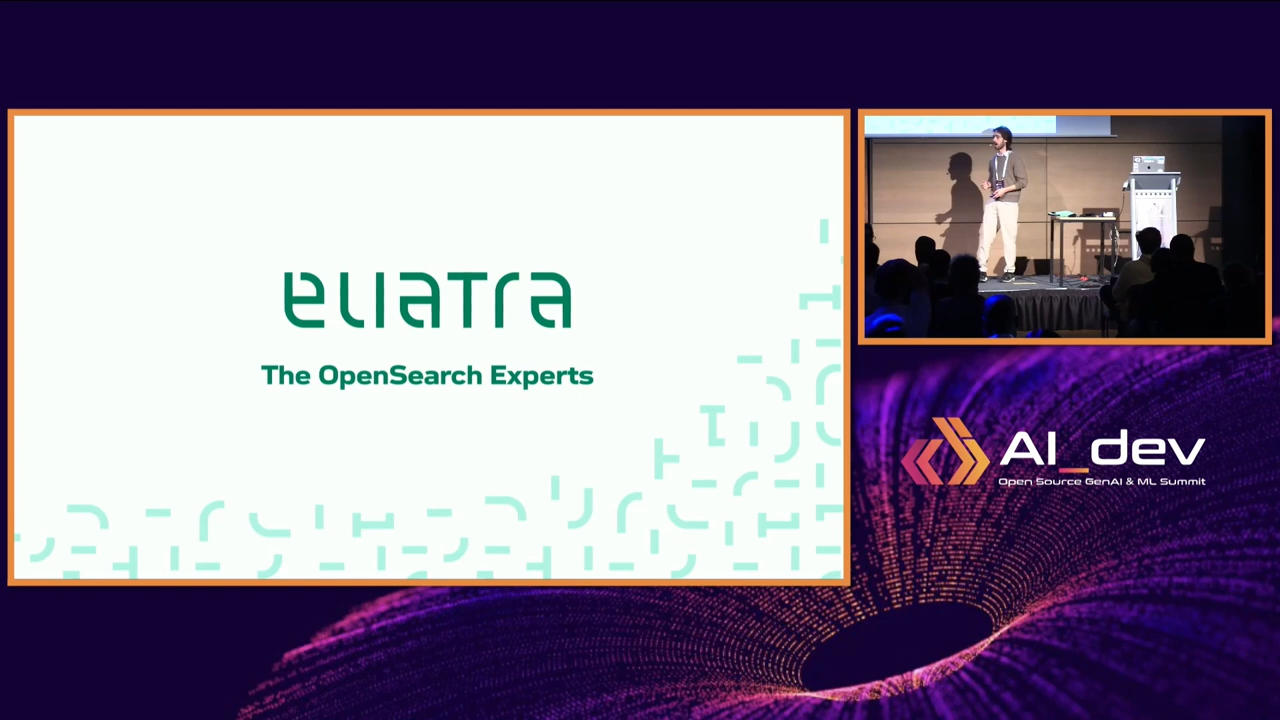 eliatra
The OpenSearch Experts
AI_dev
Open Source GenAI & ML Summit